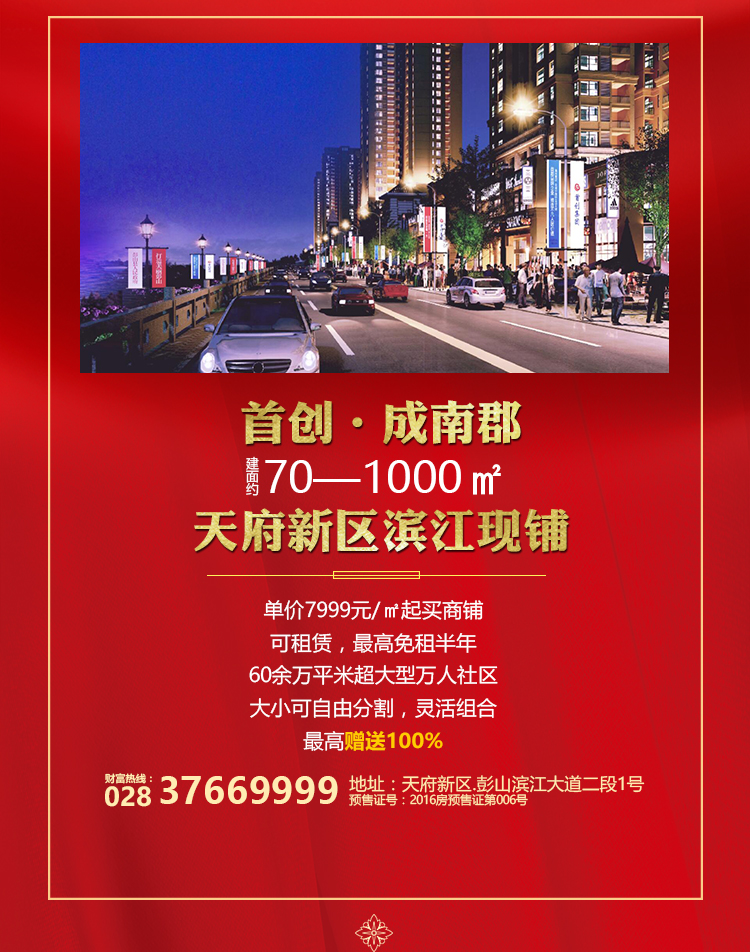 首创·成南郡
建面约70—1000㎡
天府新区滨江现铺
单价7999元/㎡起买商铺
可租赁，最高免租半年
60余万平米超大型万人社区
大小可自由分割，灵活组合
最高赠送100%
财富热线：
028 37669999
地址：天府新区.彭山滨江大道二段1号
预售证号：2016房预售证第006号